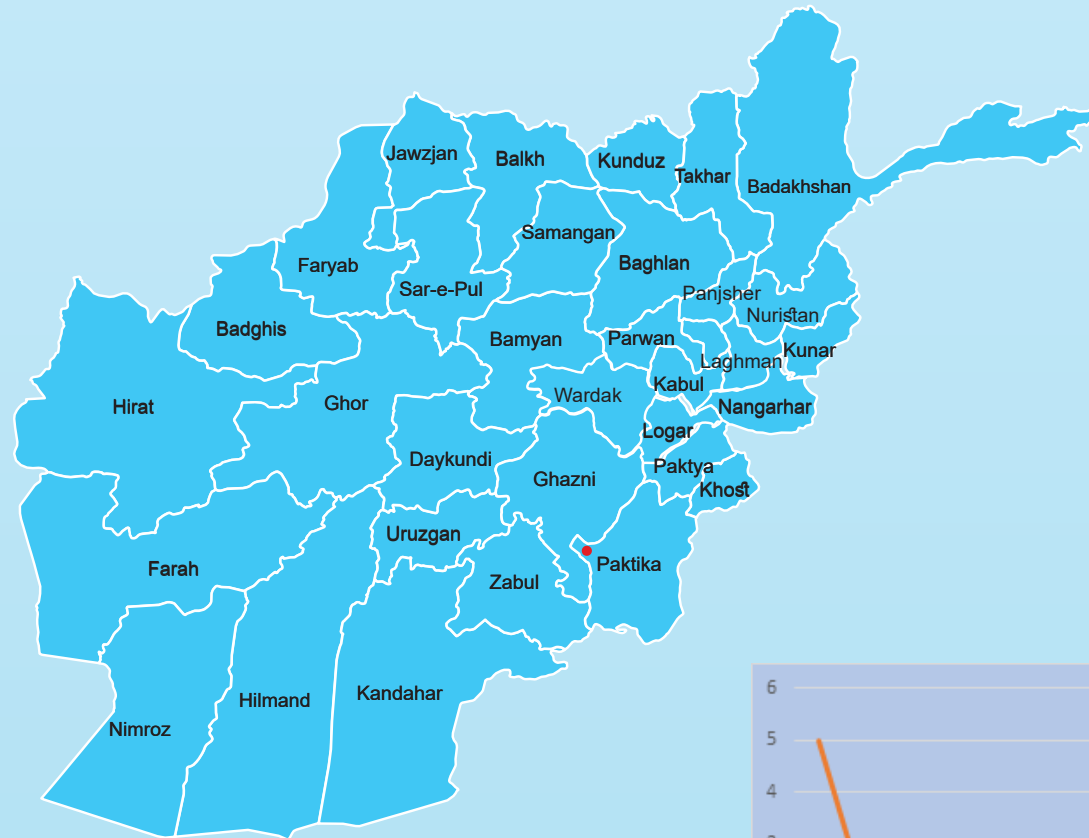 Jawzjan
Balkh
Kunduz
Takhar
Badakhshan
Samangan
Faryab
Baghlan
Sar-e-Pul
Panjsher
Nuristan
Badghis
Bamyan
Parwan
Laghman
Kunar
Kabul
Wardak
Hirat
Ghor
Nangarhar
Logar
Daykundi
Paktya
Ghazni
Khost
Uruzgan
Farah
Paktika
Zabul
Kandahar
Hilmand
Nimroz
6
5
4